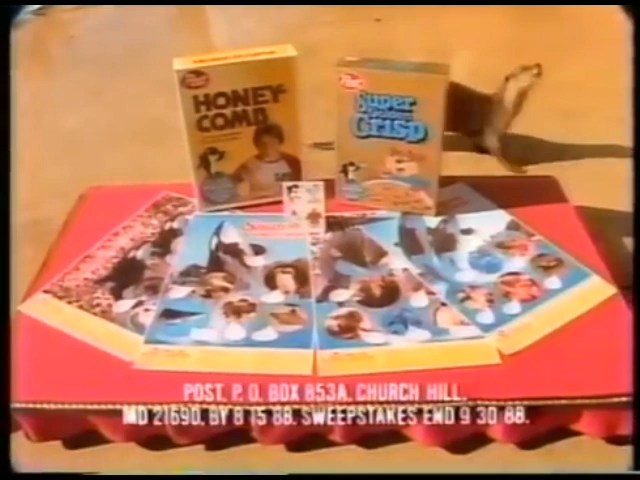 Post
HONEY-
COMB
Post
Super
Golden
Crisp
POST, P. O. BOX 853A, CHURCH HILL,
MD 21690, BY 8 15 88. SWEEPSTAKES END 9 30 88.